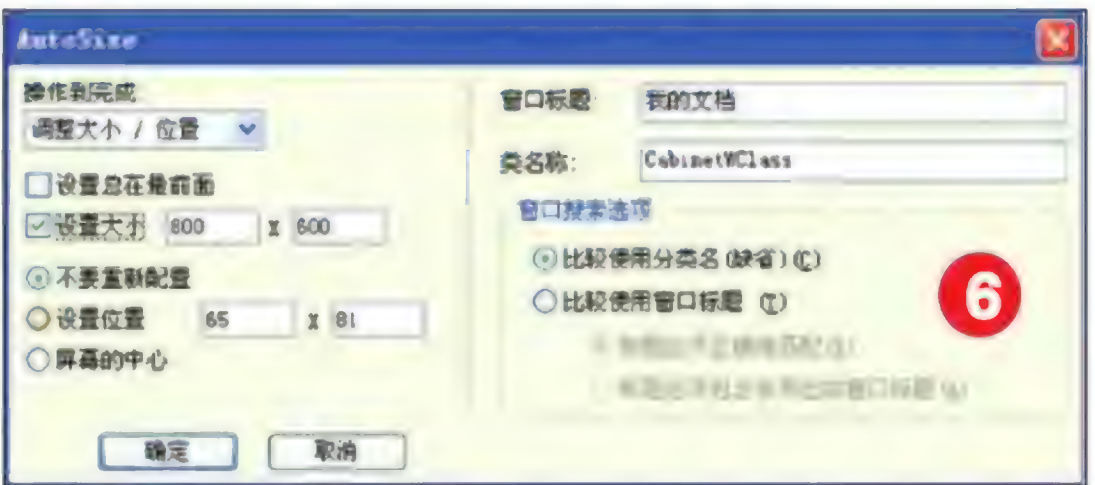 AutoSize
操作到完成
调整大小 / 位置
设置总在最前面
设置大小 800 X 600
不要重新配置
设置位置 65 X 81
屏幕的中心
确定 取消
窗口标题 我的文档
类名称: CabinetWClass
窗口搜索选项
比较使用分类名(缺省)(C)
比较使用窗口标题 (T)
6